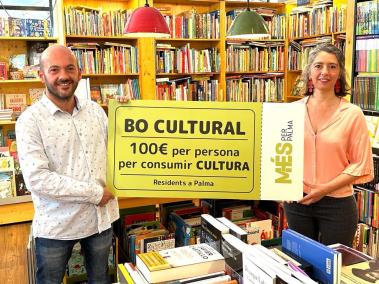 BO CULTURAL
100€ per persona
per consumir CULTURA
Residents a Palma
MÉS PER PALMA